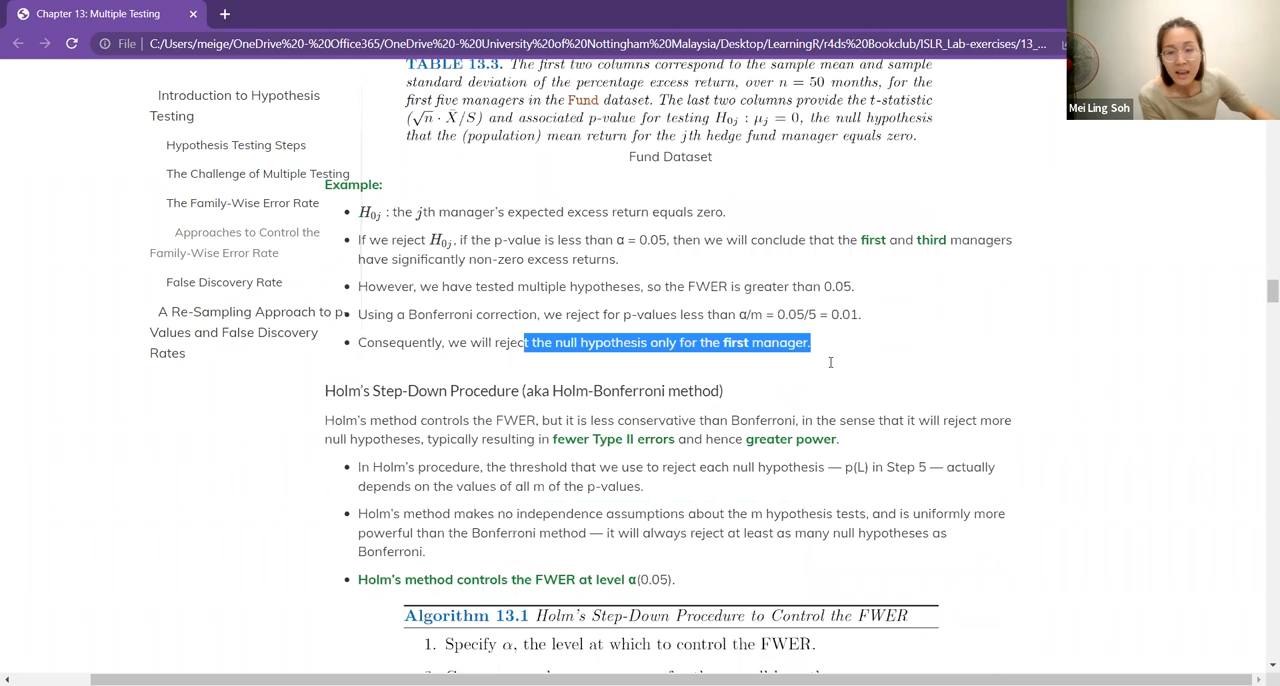 Chapter 13: Multiple Testing
File
C:/Users/meige/OneDrive%20-%20Office365/OneDrive%20-%20University%20of%20Nottingham%20Malaysia/Desktop/LearningR/r4ds%20Bookclub/ISLR_Lab-exercises/13_...
Mei Ling Soh
Introduction to Hypothesis
Testing
Hypothesis Testing Steps
The Challenge of Multiple Testing
The Family-Wise Error Rate
Approaches to Control the
Family-Wise Error Rate
False Discovery Rate
A Re-Sampling Approach to p-
Values and False Discovery
Rates
TABLE 13.3. The first two columns correspond to the sample mean and sample
standard deviation of the percentage excess return, over n = 50 months, for the
first five managers in the Fund dataset. The last two columns provide the t-statistic
(√n · X̄/S) and associated p-value for testing H₀ⱼ : μⱼ = 0, the null hypothesis
that the (population) mean return for the jth hedge fund manager equals zero.
Fund Dataset
Example:
• H₀ⱼ : the jth manager's expected excess return equals zero.
• If we reject H₀ⱼ, if the p-value is less than α = 0.05, then we will conclude that the first and third managers
have significantly non-zero excess returns.
• However, we have tested multiple hypotheses, so the FWER is greater than 0.05.
• Using a Bonferroni correction, we reject for p-values less than α/m = 0.05/5 = 0.01.
• Consequently, we will reject the null hypothesis only for the first manager.
Holm's Step-Down Procedure (aka Holm-Bonferroni method)
Holm's method controls the FWER, but it is less conservative than Bonferroni, in the sense that it will reject more
null hypotheses, typically resulting in fewer Type II errors and hence greater power.
• In Holm's procedure, the threshold that we use to reject each null hypothesis — p(L) in Step 5 — actually
depends on the values of all m of the p-values.
• Holm's method makes no independence assumptions about the m hypothesis tests, and is uniformly more
powerful than the Bonferroni method — it will always reject at least as many null hypotheses as
Bonferroni.
• Holm's method controls the FWER at level α(0.05).
Algorithm 13.1 Holm's Step-Down Procedure to Control the FWER
1. Specify α, the level at which to control the FWER.